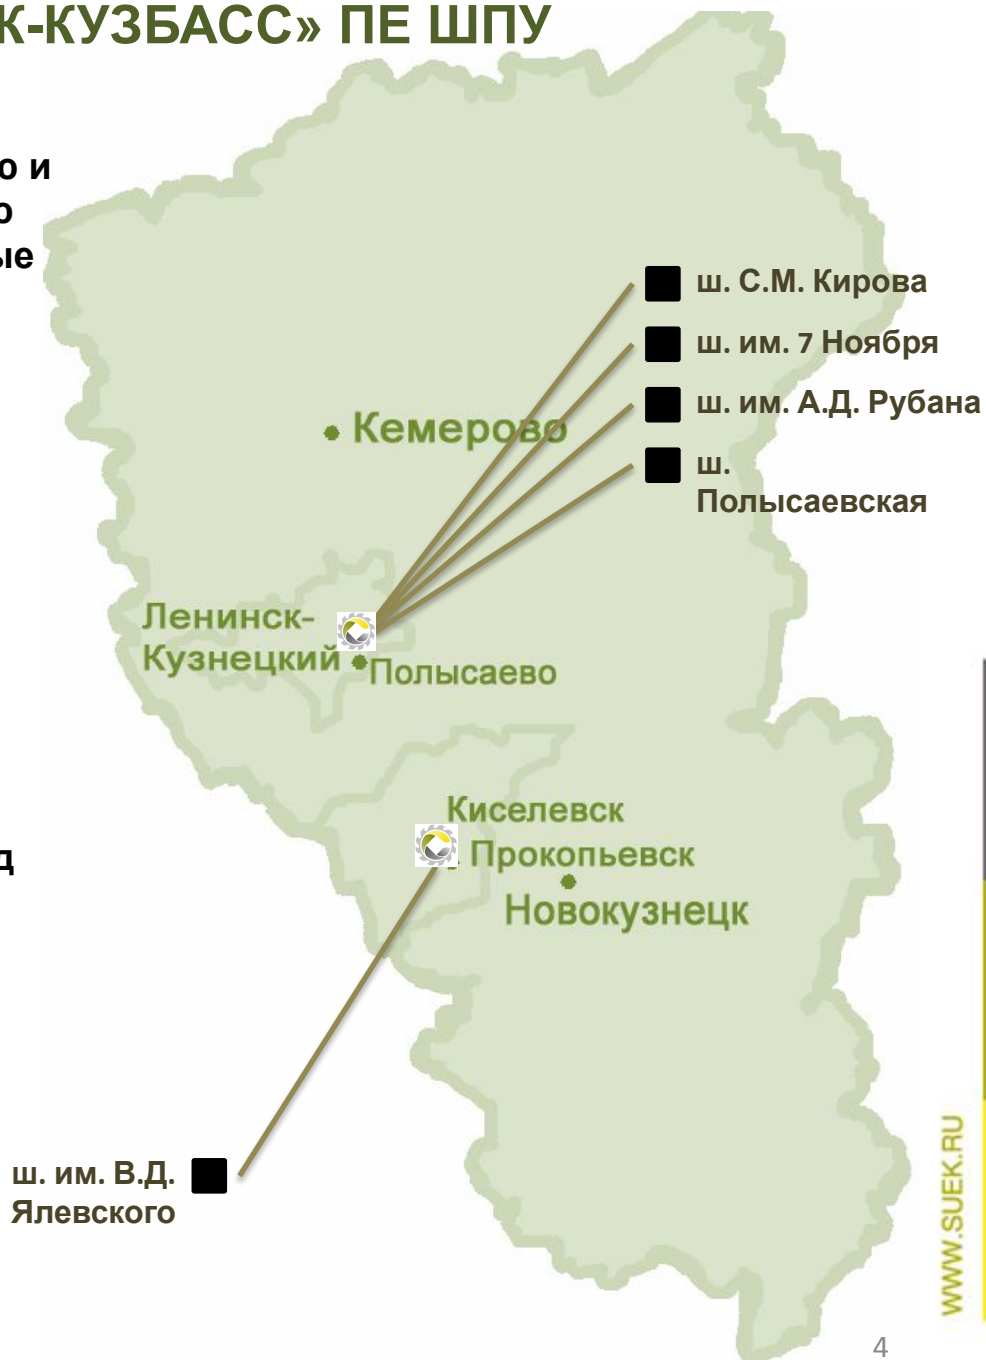 К-КУЗБАСС» ПЕ ШПУ
о и
о
ые
ш. С.М. Кирова
ш. им. 7 Ноября
ш. им. А.Д. Рубана
ш.
Полысаевская
Кемерово
Ленинск-
Кузнецкий
Полысаево
Киселевск
Прокопьевск
Новокузнецк
д
ш. им. В.Д.
Ялевского
WWW.SUEK.RU
4